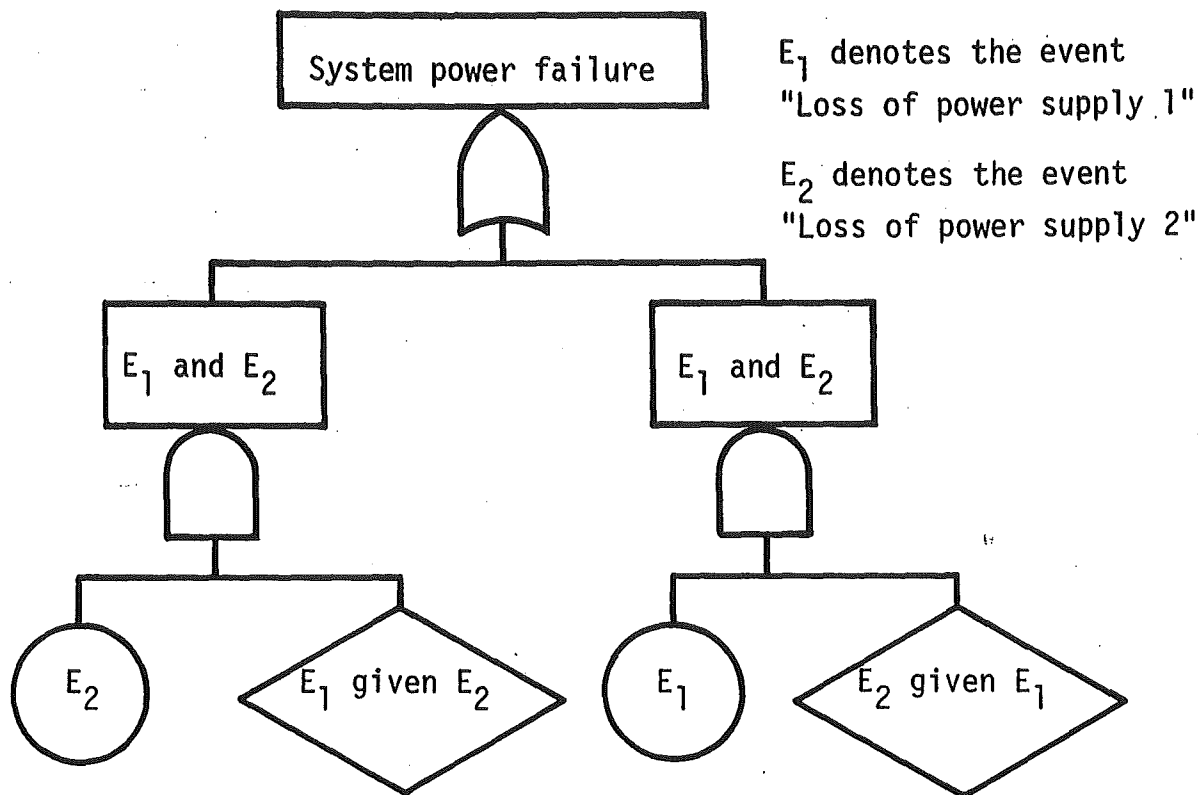 System power failure
E₁ denotes the event
"Loss of power supply 1"
E₂ denotes the event
"Loss of power supply 2"
E₁ and E₂
E₁ and E₂
E₂
E₁ given E₂
E₁
E₂ given E₁